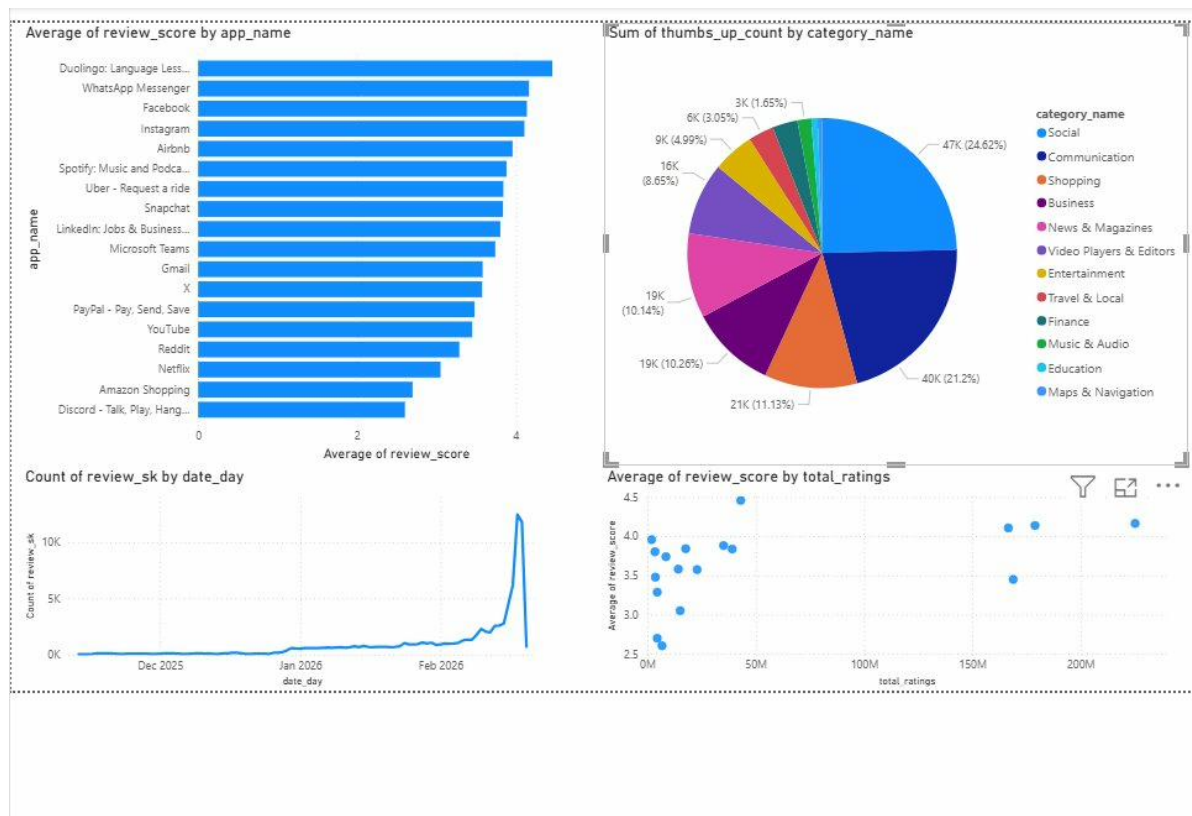 Average of review_score by app_name
app_name
Duolingo: Language Less...
WhatsApp Messenger
Facebook
Instagram
Airbnb
Spotify: Music and Podca...
Uber - Request a ride
Snapchat
LinkedIn: Jobs & Business...
Microsoft Teams
Gmail
X
PayPal - Pay, Send, Save
YouTube
Reddit
Netflix
Amazon Shopping
Discord - Talk, Play, Hang...
0 2 4
Average of review_score
Sum of thumbs_up_count by category_name
47K (24.62%)
40K (21.2%)
21K (11.13%)
19K (10.26%)
19K
(10.14%)
16K
(8.65%)
9K (4.99%)
6K (3.05%)
3K (1.65%)
category_name
Social
Communication
Shopping
Business
News & Magazines
Video Players & Editors
Entertainment
Travel & Local
Finance
Music & Audio
Education
Maps & Navigation
Count of review_sk by date_day
Count of review_sk
10K
5K
0K
Dec 2025 Jan 2026 Feb 2026
date_day
Average of review_score by total_ratings
Average of review_score
4.5
4.0
3.5
3.0
2.5
0M 50M 100M 150M 200M
total_ratings